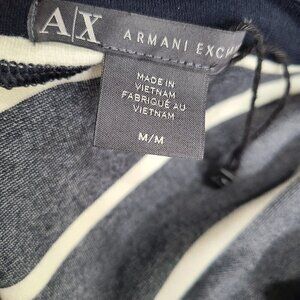 A|X ARMANI EXCH
MADE IN
VIETNAM
FABRIQUÉ AU
VIETNAM
M/M